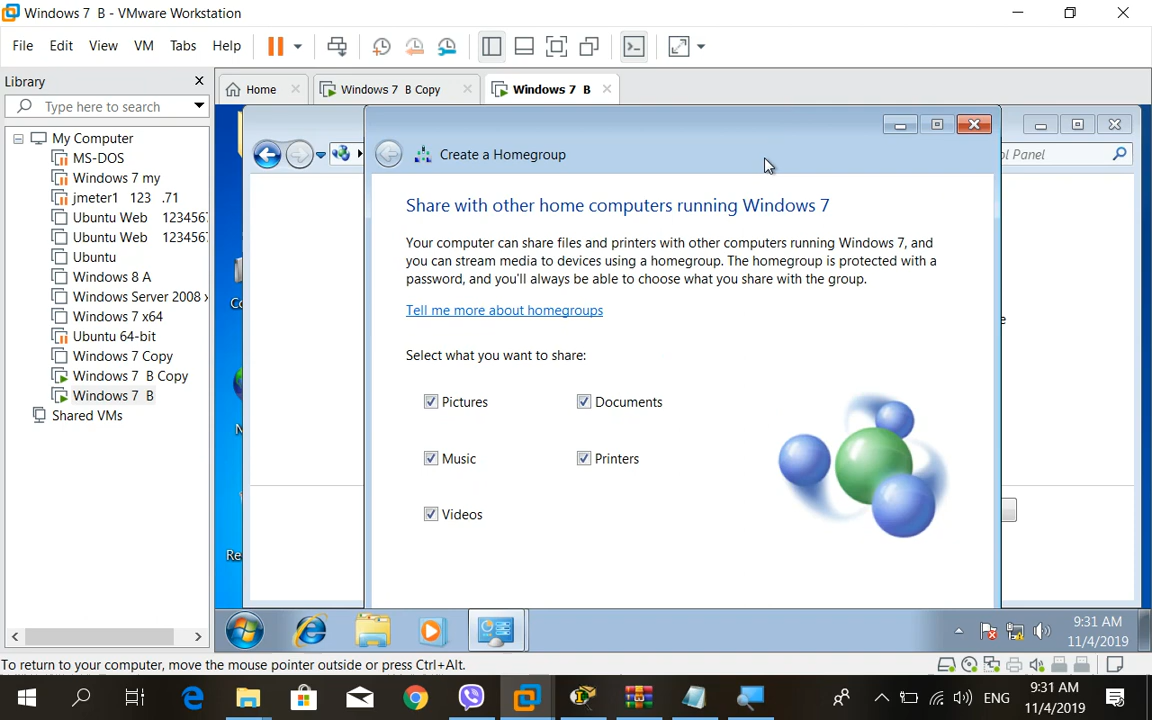 Windows 7  B - VMware Workstation
File Edit View VM Tabs Help
Library
Type here to search
My Computer
MS-DOS
Windows 7 my
jmeter1   123   .71
Ubuntu Web   123456
Ubuntu Web   123456
Ubuntu
Windows 8 A
Windows Server 2008 x
Windows 7 x64
Ubuntu 64-bit
Windows 7 Copy
Windows 7  B Copy
Windows 7  B
Shared VMs
Home
Windows 7  B Copy
Windows 7  B
ol Panel
Create a Homegroup
Share with other home computers running Windows 7
Your computer can share files and printers with other computers running Windows 7, and
you can stream media to devices using a homegroup. The homegroup is protected with a
password, and you'll always be able to choose what you share with the group.
Tell me more about homegroups
Select what you want to share:
Pictures
Documents
Music
Printers
Videos
Co
N
Re
e
9:31 AM
11/4/2019
To return to your computer, move the mouse pointer outside or press Ctrl+Alt.
ENG
9:31 AM
11/4/2019